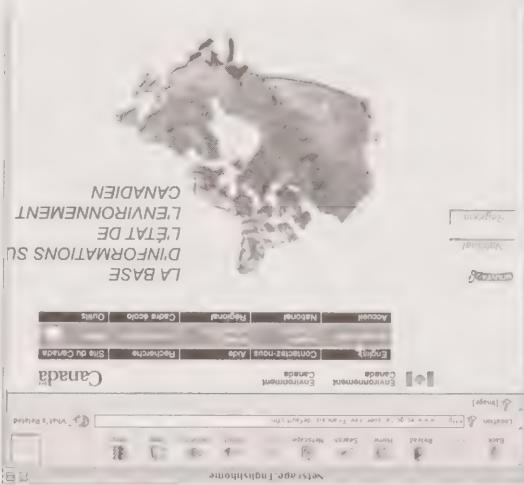 Netscape: Englishhome
Back Reload Home Search Netscape
Location What's Related
[Image]
Environnement Environment Canada
Canada Canada
English Contactez-nous Aide Recherche Site du Canada
Accueil National Régional Cadre écolo Outils
LA BASE
D'INFORMATIONS SU
L'ÉTAT DE
L'ENVIRONNEMENT
CANADIEN
National
Régional